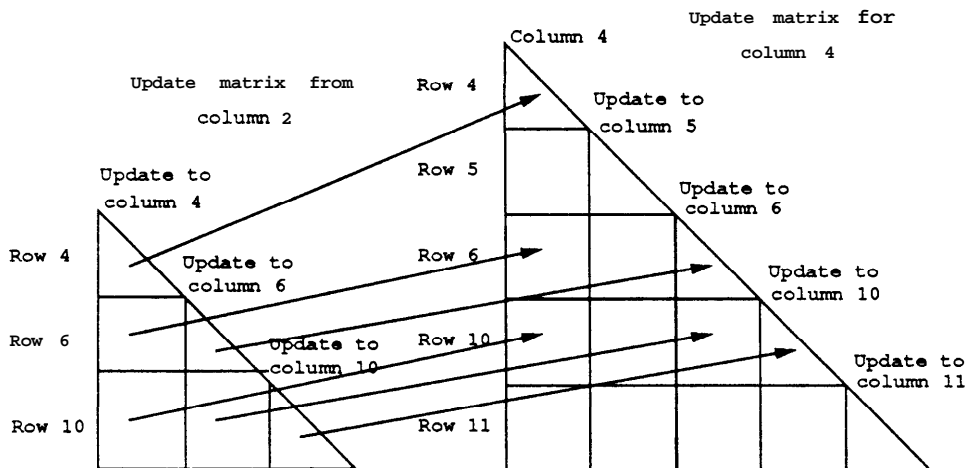 Update matrix for
column 4
Column 4
Update matrix from
column 2
Row 4
Update to
column 5
Row 5
Update to
column 4
Update to
column 6
Row 4
Update to
column 6
Row 6
Update to
column 10
Row 6
Update to
column 10
Row 10
Update to
column 11
Row 10
Row 11